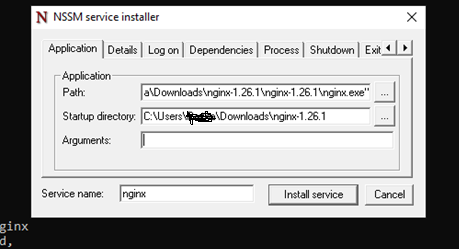 NSSM service installer
Application Details Log on Dependencies Process Shutdown Exit
Application
Path: a\Downloads\nginx-1.26.1\nginx-1.26.1\nginx.exe" ...
Startup directory: C:\Users\ \Downloads\nginx-1.26.1 ...
Arguments:
Service name: nginx Install service Cancel
ginx
d,